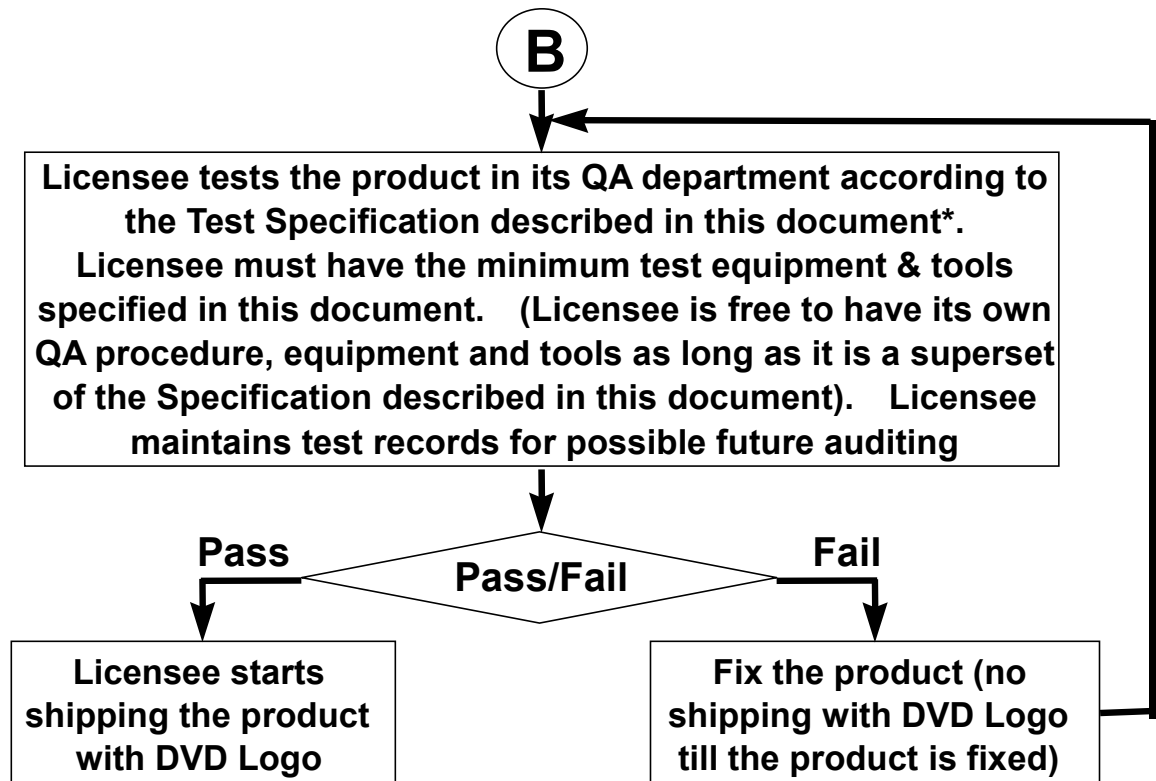 B
Licensee tests the product in its QA department according to
the Test Specification described in this document*.
Licensee must have the minimum test equipment & tools
specified in this document. (Licensee is free to have its own
QA procedure, equipment and tools as long as it is a superset
of the Specification described in this document). Licensee
maintains test records for possible future auditing
Pass
Pass/Fail
Fail
Licensee starts
shipping the product
with DVD Logo
Fix the product (no
shipping with DVD Logo
till the product is fixed)